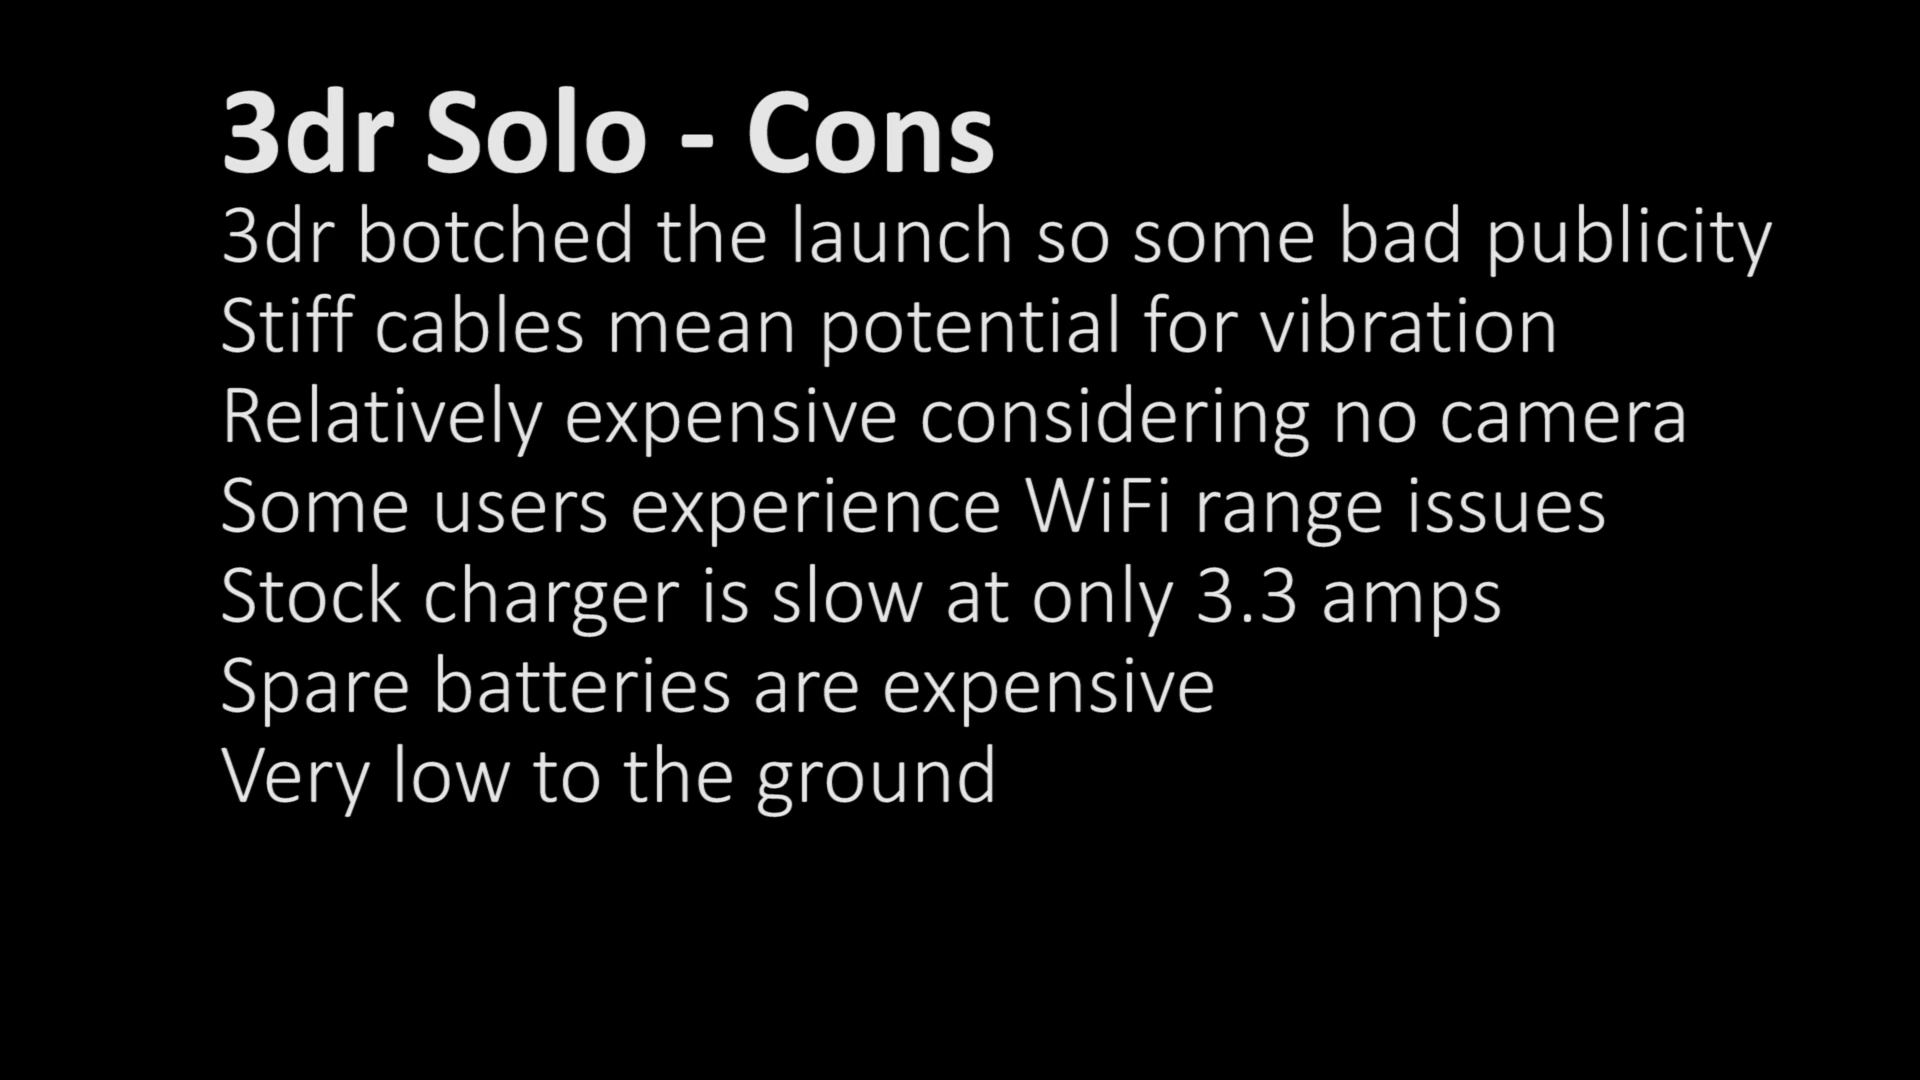 3dr Solo - Cons
3dr botched the launch so some bad publicity
Stiff cables mean potential for vibration
Relatively expensive considering no camera
Some users experience WiFi range issues
Stock charger is slow at only 3.3 amps
Spare batteries are expensive
Very low to the ground